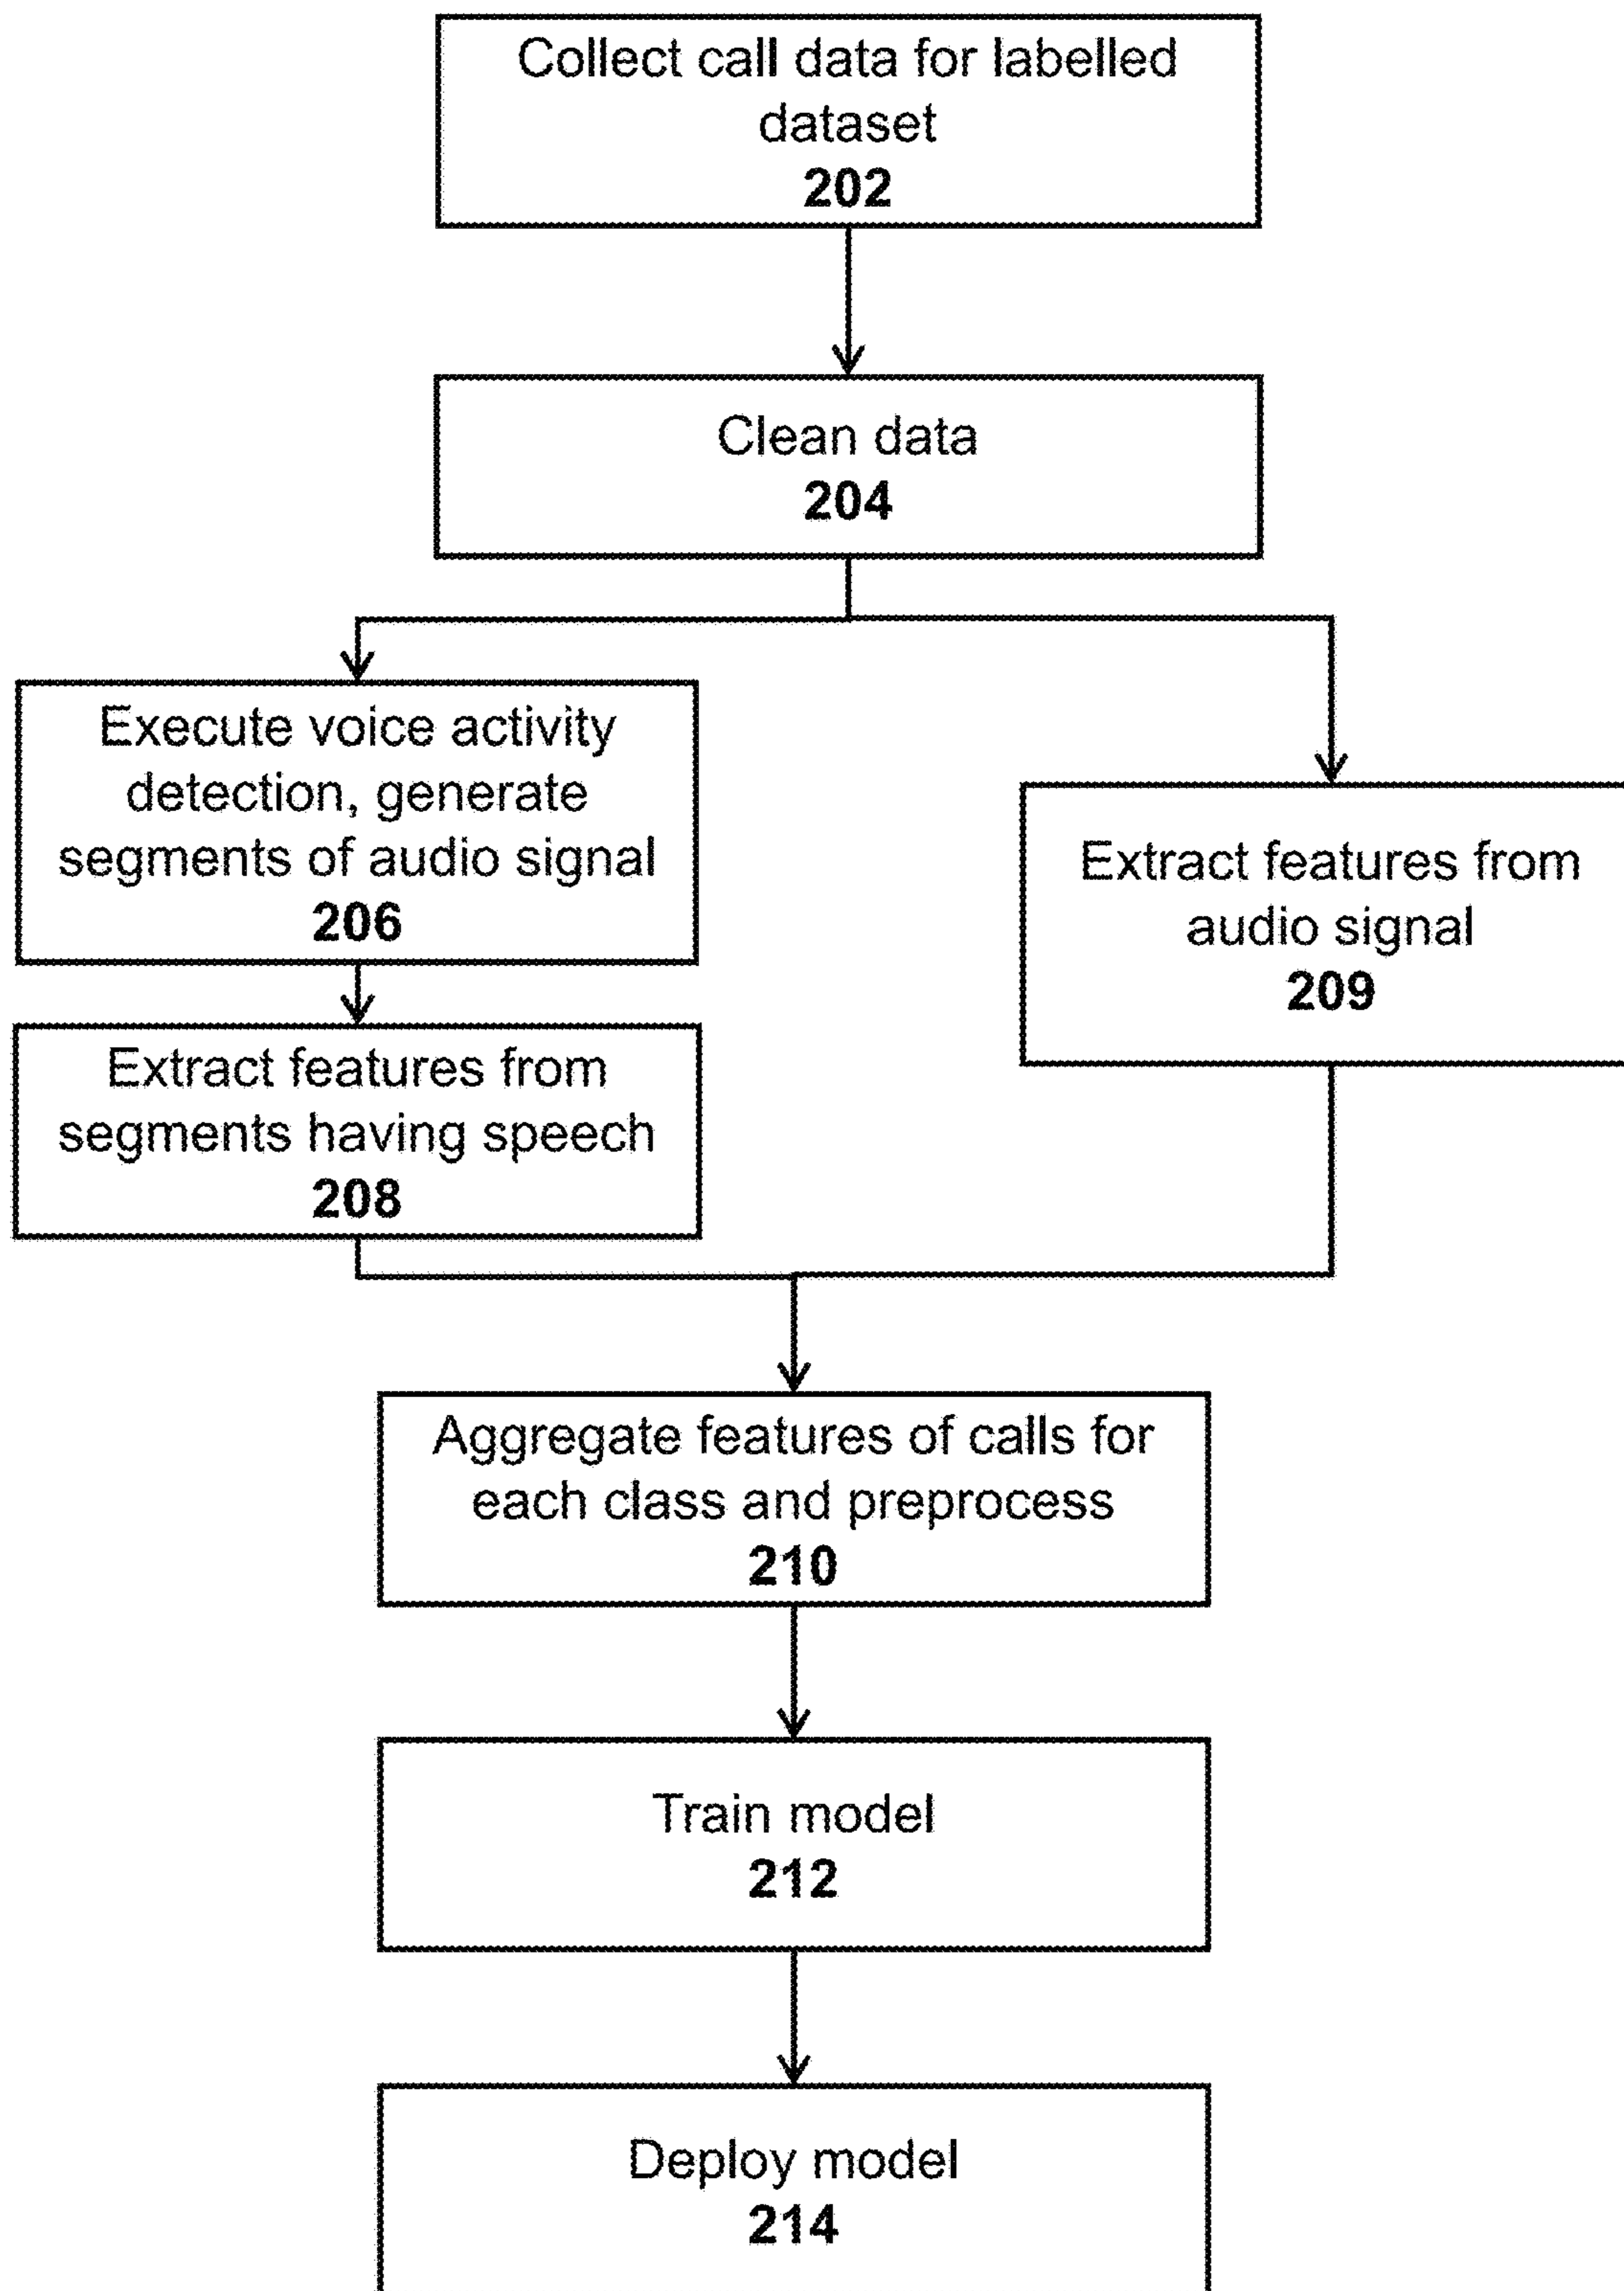 Collect call data for labelled
dataset
202
Clean data
204
Execute voice activity
detection, generate
segments of audio signal
206
Extract features from
segments having speech
208
Extract features from
audio signal
209
Aggregate features of calls for
each class and preprocess
210
Train model
212
Deploy model
214